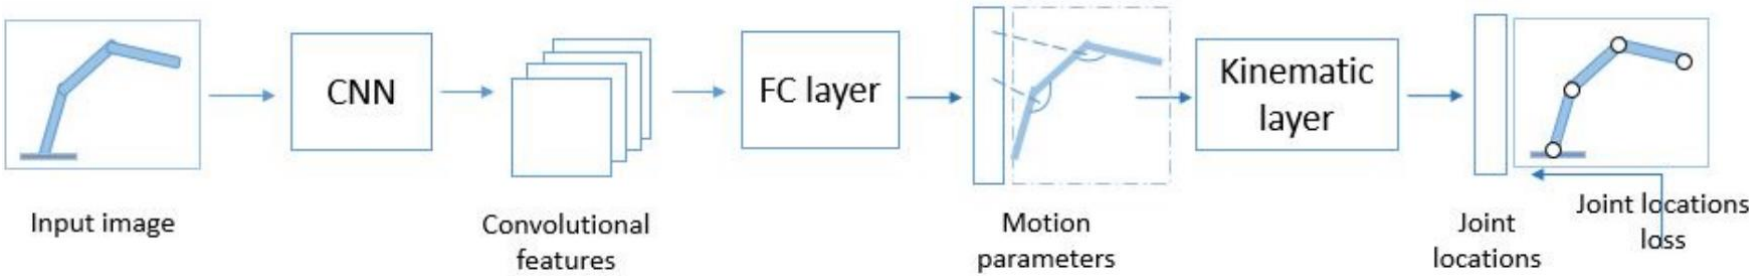 CNN
FC layer
Kinematic
layer
Input image
Convolutional
features
Motion
parameters
Joint
locations
Joint locations
loss